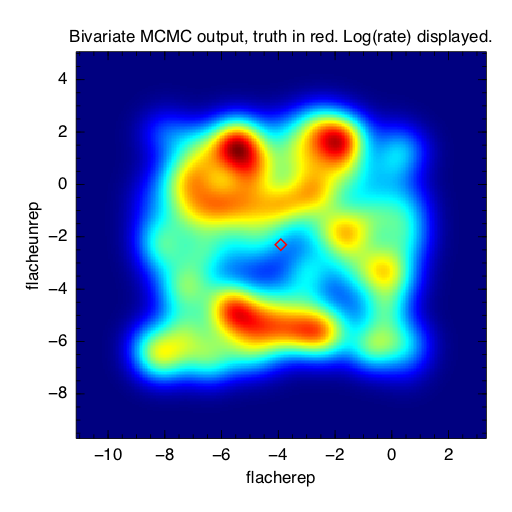 Bivariate MCMC output, truth in red. Log(rate) displayed.
4
2
0
−2
−4
−6
−8
flacheunrep
−10 −8 −6 −4 −2 0 2
flacherep